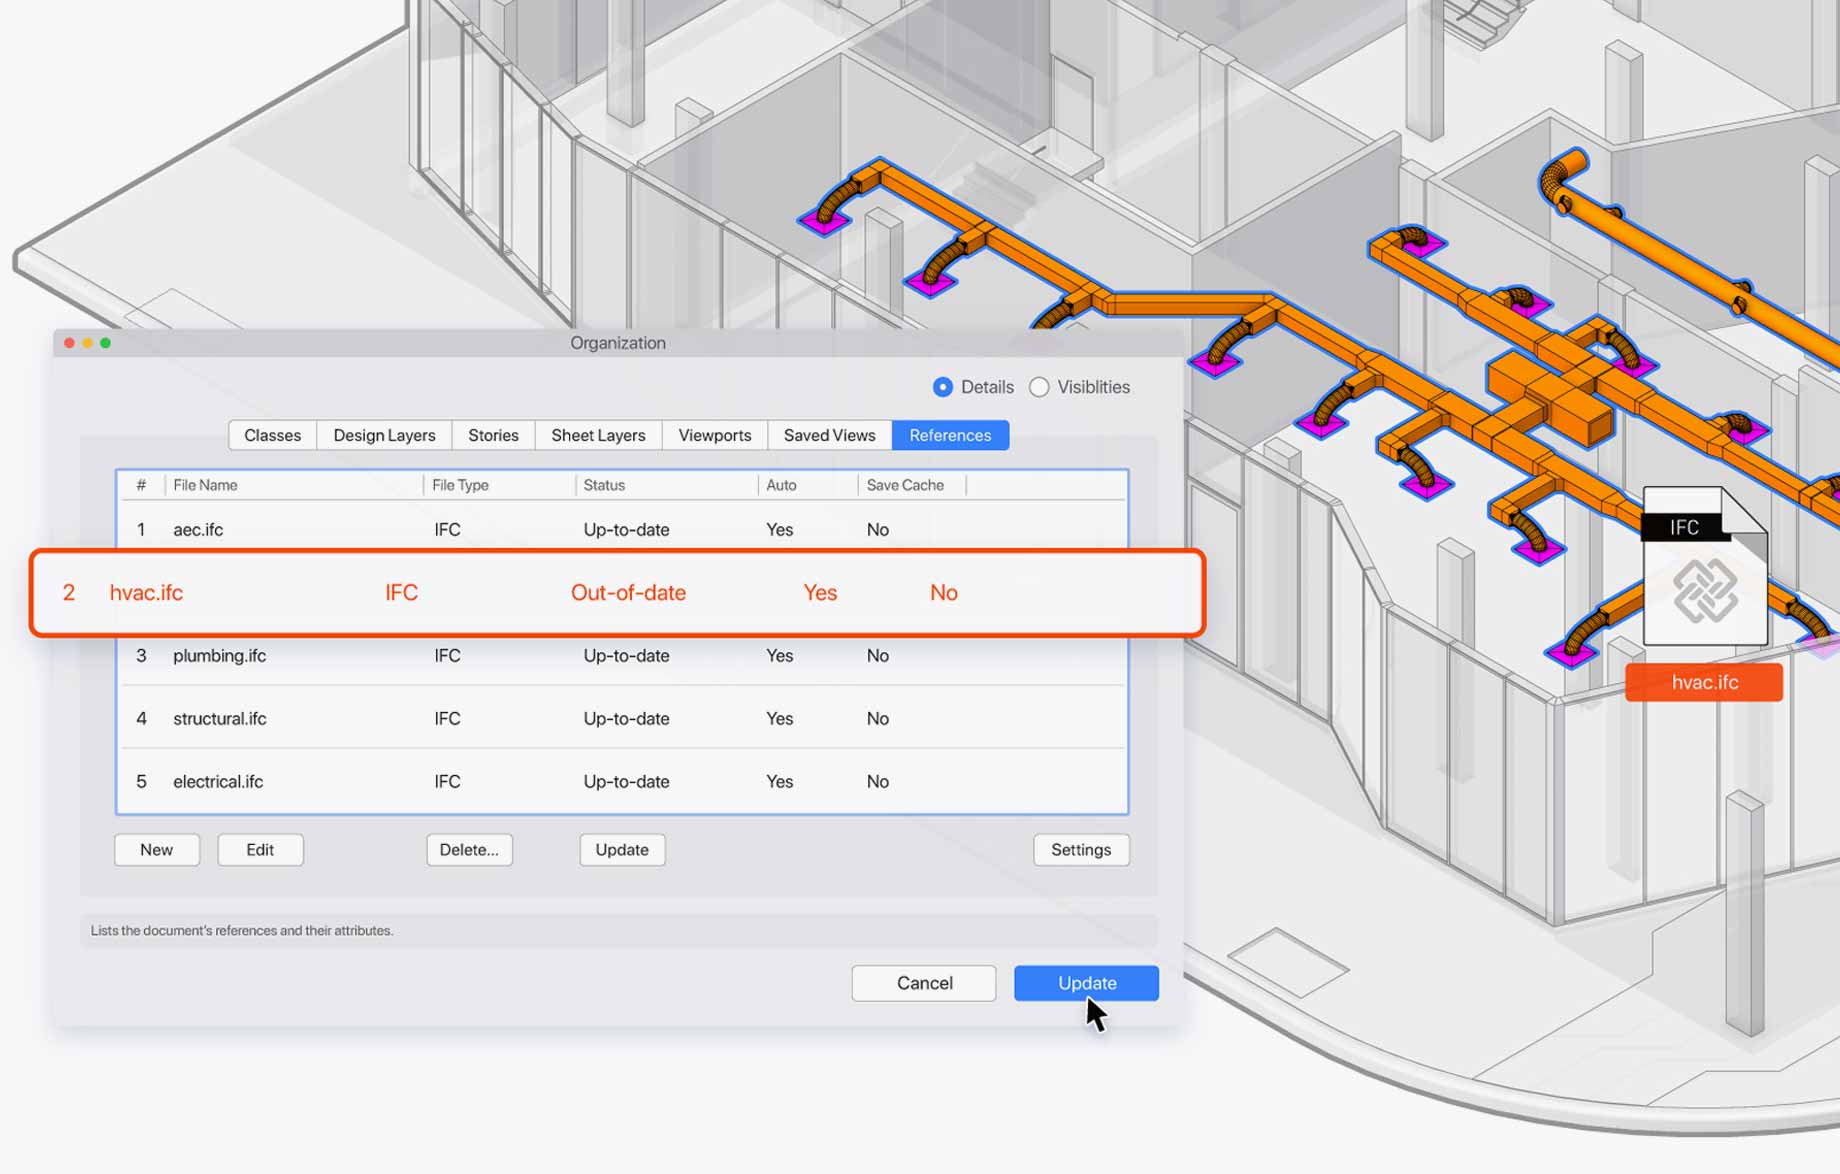 Organization
Details Visiblities
Classes Design Layers Stories Sheet Layers Viewports Saved Views References
# File Name File Type Status Auto Save Cache
1 aec.ifc IFC Up-to-date Yes No
2 hvac.ifc IFC Out-of-date Yes No
3 plumbing.ifc IFC Up-to-date Yes No
4 structural.ifc IFC Up-to-date Yes No
5 electrical.ifc IFC Up-to-date Yes No
New Edit Delete... Update Settings
Lists the document's references and their attributes.
Cancel Update
IFC
hvac.ifc